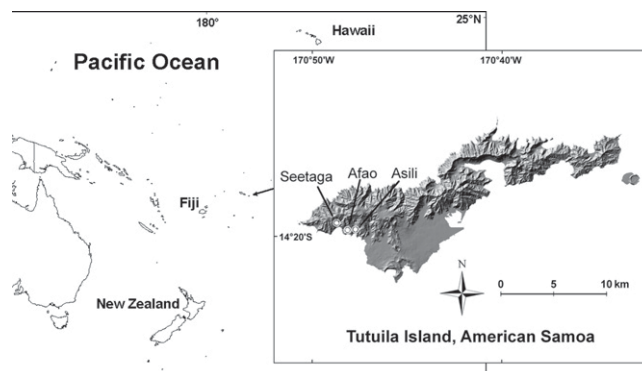 180°
25°N
Hawaii
170°50'W
170°40'W
Pacific Ocean
Afao
Asili
Seetaga
Fiji
14°20'S
N
New Zealand
0 5 10 km
Tutuila Island, American Samoa